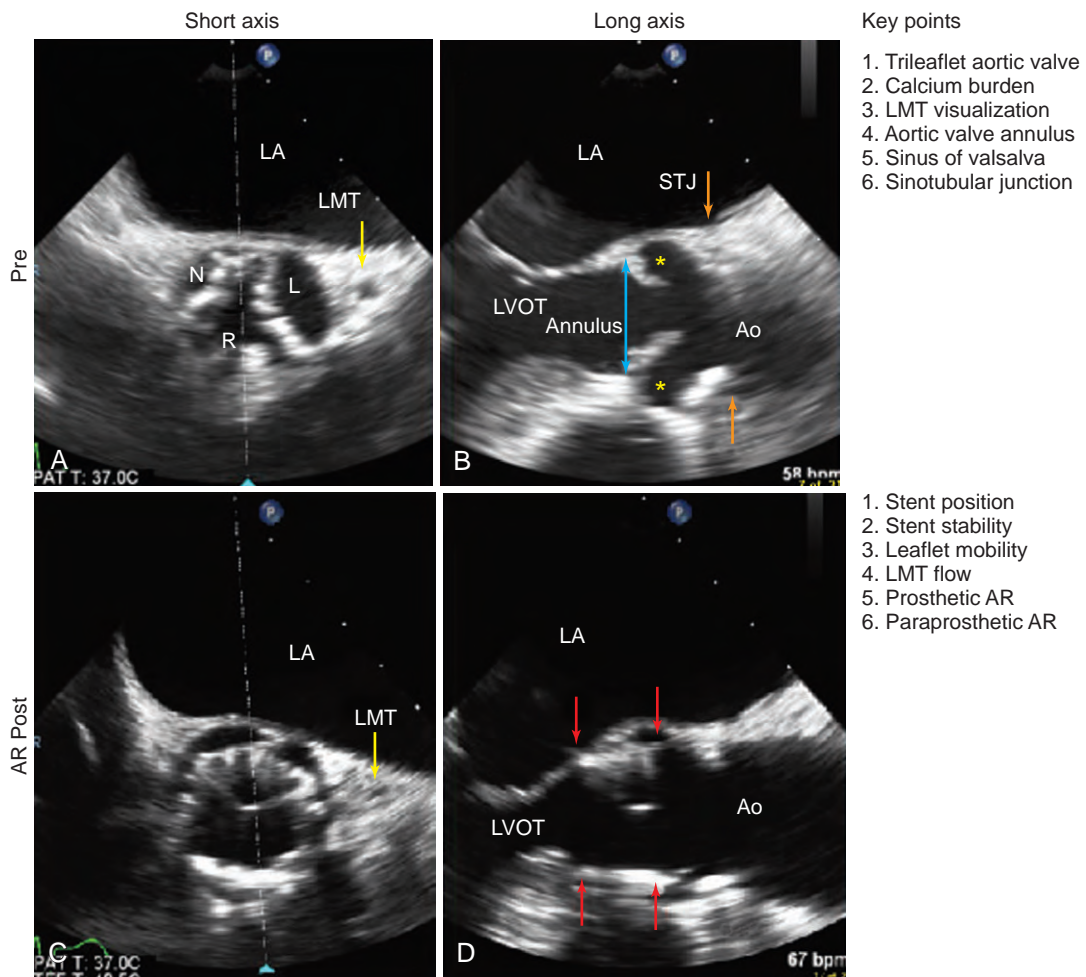 Short axis
Long axis
Key points
Pre
P
LA
LMT
N
L
R
A
PAT T: 37.0C
P
LA
STJ
*
LVOT
Annulus
Ao
*
B
58 bpm
1. Trileaflet aortic valve
2. Calcium burden
3. LMT visualization
4. Aortic valve annulus
5. Sinus of valsalva
6. Sinotubular junction
AR Post
P
LA
LMT
C
PAT T: 37.0C
P
LA
LVOT
Ao
D
67 bpm
1. Stent position
2. Stent stability
3. Leaflet mobility
4. LMT flow
5. Prosthetic AR
6. Paraprosthetic AR